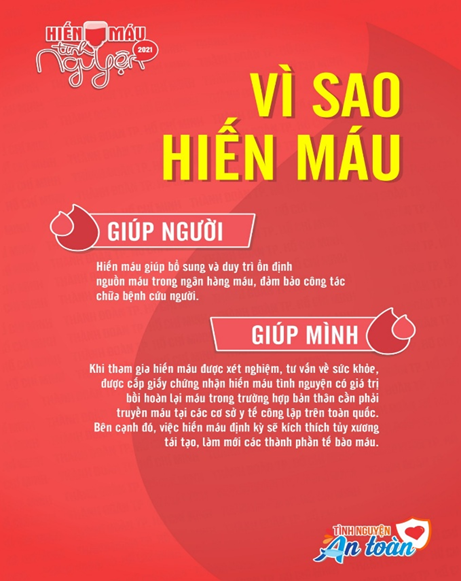 HIẾN MÁU
tình
nguyện
2021
VÌ SAO
HIẾN MÁU
GIÚP NGƯỜI
Hiến máu giúp bổ sung và duy trì ổn định
nguồn máu trong ngân hàng máu, đảm bảo công tác
chữa bệnh cứu người.
GIÚP MÌNH
Khi tham gia hiến máu được xét nghiệm, tư vấn về sức khỏe,
được cấp giấy chứng nhận hiến máu tình nguyện có giá trị
bồi hoàn lại máu trong trường hợp bản thân cần phải
truyền máu tại các cơ sở y tế công lập trên toàn quốc.
Bên cạnh đó, việc hiến máu định kỳ sẽ kích thích tủy xương
tái tạo, làm mới các thành phần tế bào máu.
TÌNH NGUYỆN
An toàn